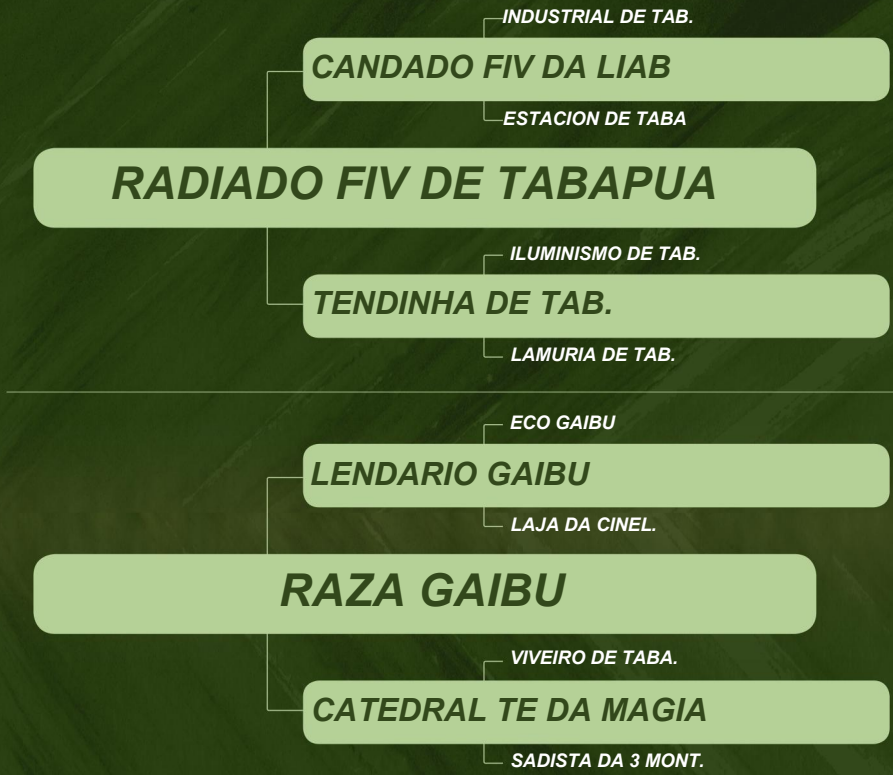 INDUSTRIAL DE TAB.
CANDADO FIV DA LIAB
ESTACION DE TABA
RADIADO FIV DE TABAPUA
ILUMINISMO DE TAB.
TENDINHA DE TAB.
LAMURIA DE TAB.
ECO GAIBU
LENDARIO GAIBU
LAJA DA CINEL.
RAZA GAIBU
VIVEIRO DE TABA.
CATEDRAL TE DA MAGIA
SADISTA DA 3 MONT.